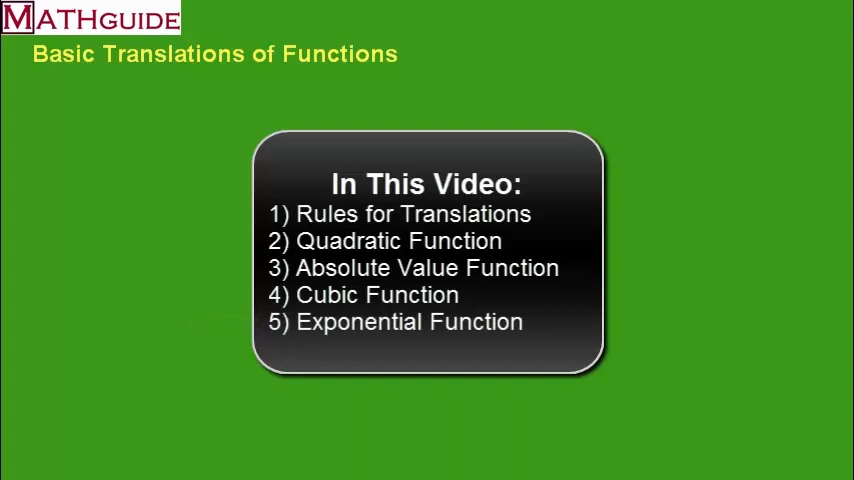 MATHGUIDE
Basic Translations of Functions
In This Video:
1) Rules for Translations
2) Quadratic Function
3) Absolute Value Function
4) Cubic Function
5) Exponential Function